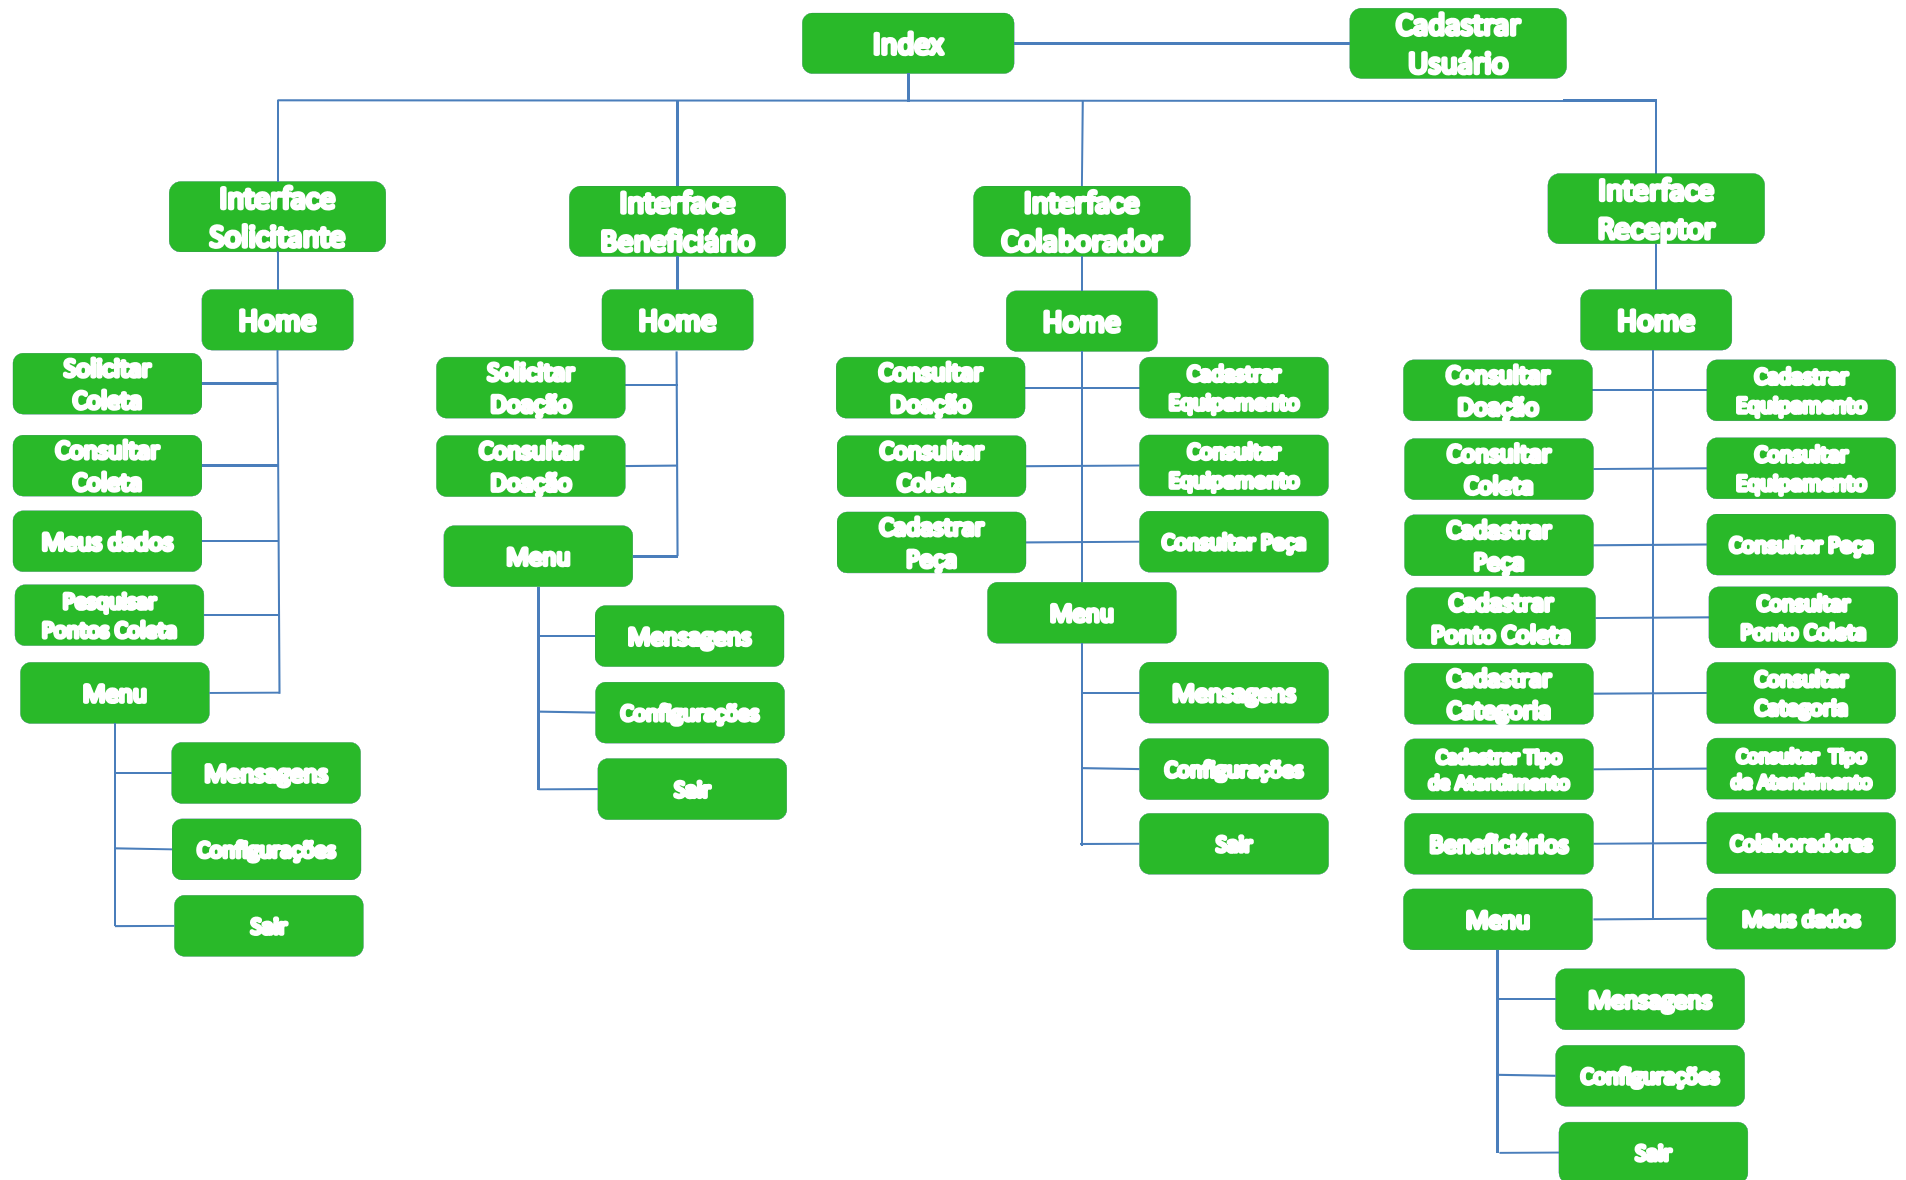 Index
Cadastrar
Usuário
Interface
Solicitante
Interface
Beneficiário
Interface
Colaborador
Interface
Receptor
Home
Home
Home
Home
Solicitar
Coleta
Consultar
Coleta
Meus dados
Pesquisar
Pontos Coleta
Menu
Mensagens
Configurações
Sair
Solicitar
Doação
Consultar
Doação
Menu
Mensagens
Configurações
Sair
Consultar
Doação
Cadastrar
Equipamento
Consultar
Coleta
Consultar
Equipamento
Cadastrar
Peça
Consultar Peça
Menu
Mensagens
Configurações
Sair
Consultar
Doação
Cadastrar
Equipamento
Consultar
Coleta
Consultar
Equipamento
Cadastrar
Peça
Consultar Peça
Cadastrar
Ponto Coleta
Consultar
Ponto Coleta
Cadastrar
Categoria
Consultar
Catagoria
Cadastrar Tipo
de Atendimento
Consultar Tipo
de Atendimento
Beneficiários
Colaboradores
Menu
Meus dados
Mensagens
Configurações
Sair